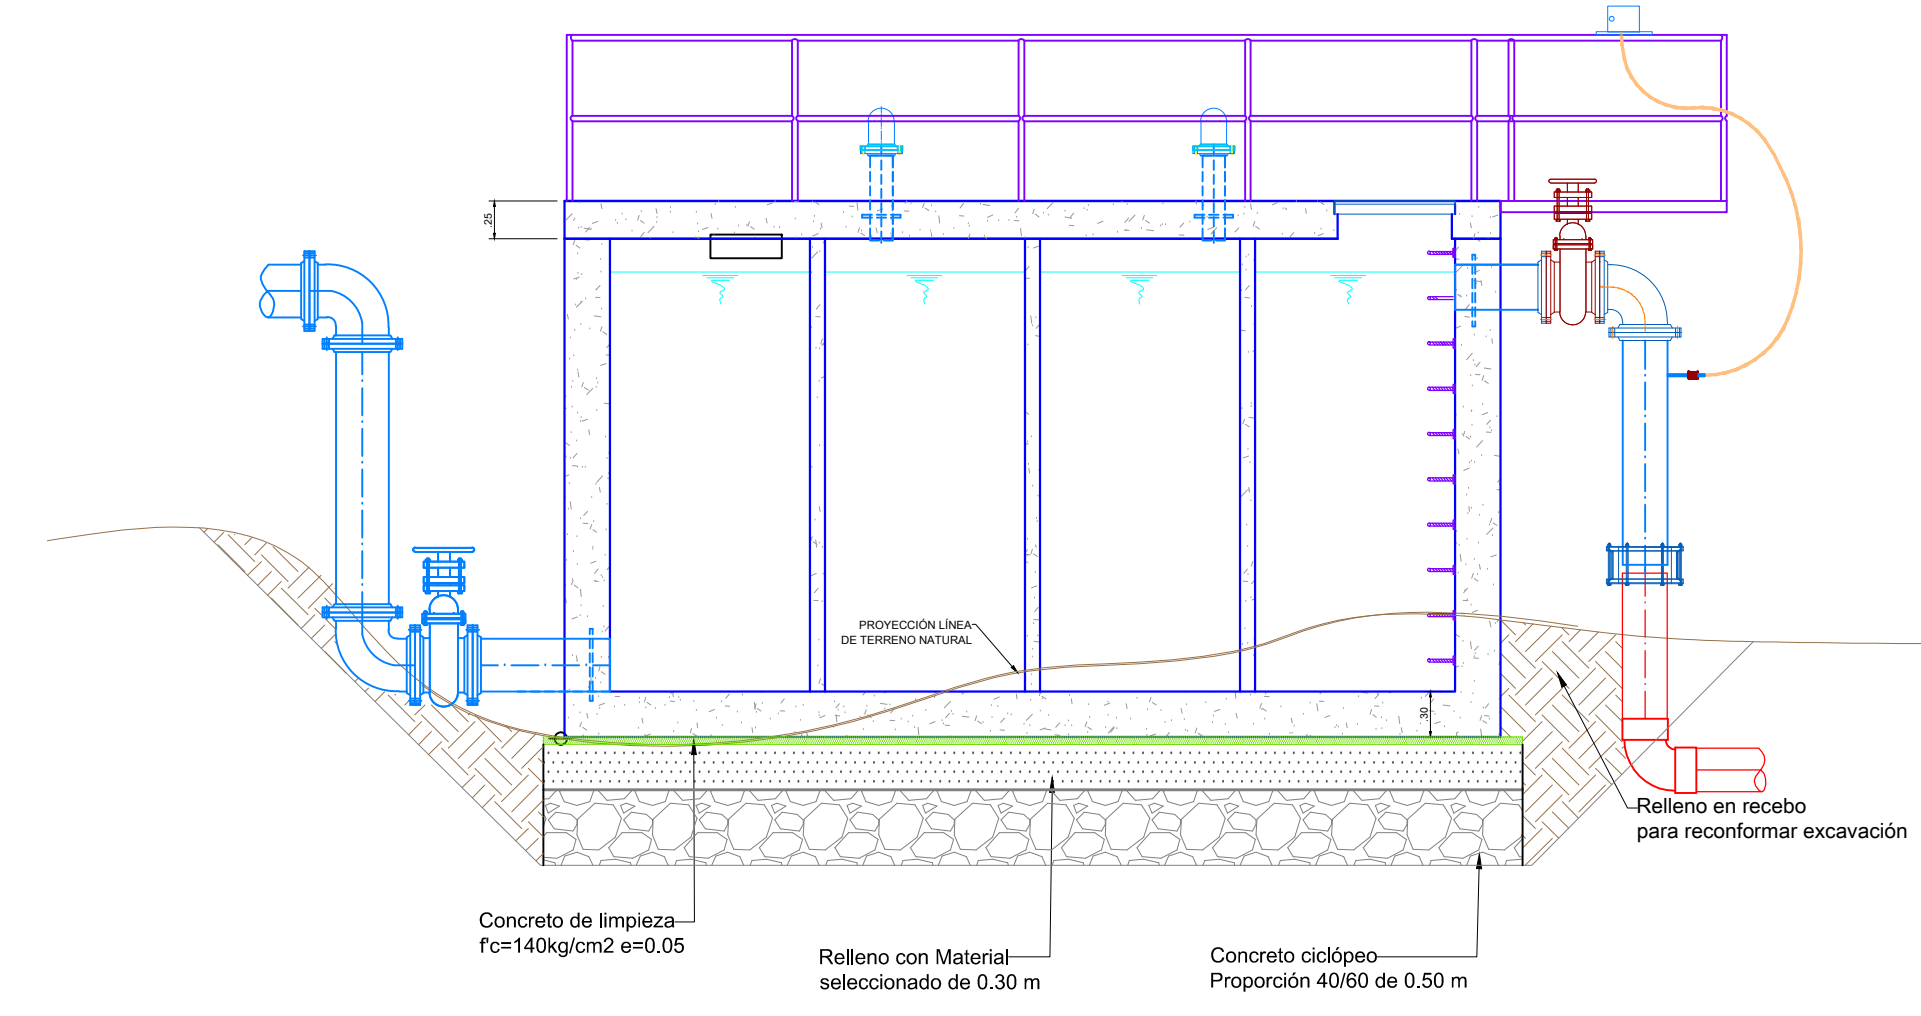 .25
PROYECCIÓN LÍNEA
DE TERRENO NATURAL
.30
Relleno en recebo
para reconformar excavación
Concreto de limpieza
f'c=140kg/cm2 e=0.05
Relleno con Material
seleccionado de 0.30 m
Concreto ciclópeo
Proporción 40/60 de 0.50 m